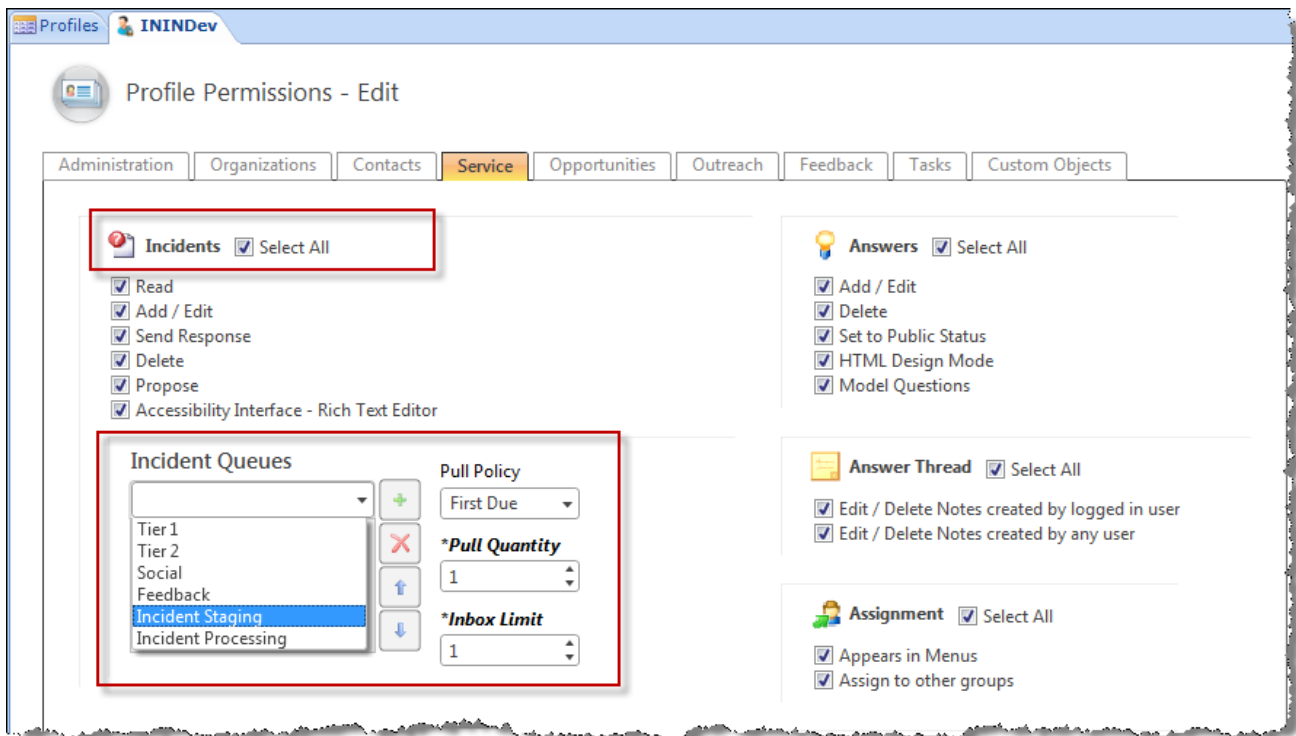 Profiles ININDev
Profile Permissions - Edit
Administration Organizations Contacts Service Opportunities Outreach Feedback Tasks Custom Objects
Incidents Select All
Read
Add / Edit
Send Response
Delete
Propose
Accessibility Interface - Rich Text Editor
Incident Queues
Tier 1
Tier 2
Social
Feedback
Incident Staging
Incident Processing
Pull Policy
First Due
*Pull Quantity
1
*Inbox Limit
1
Answers Select All
Add / Edit
Delete
Set to Public Status
HTML Design Mode
Model Questions
Answer Thread Select All
Edit / Delete Notes created by logged in user
Edit / Delete Notes created by any user
Assignment Select All
Appears in Menus
Assign to other groups